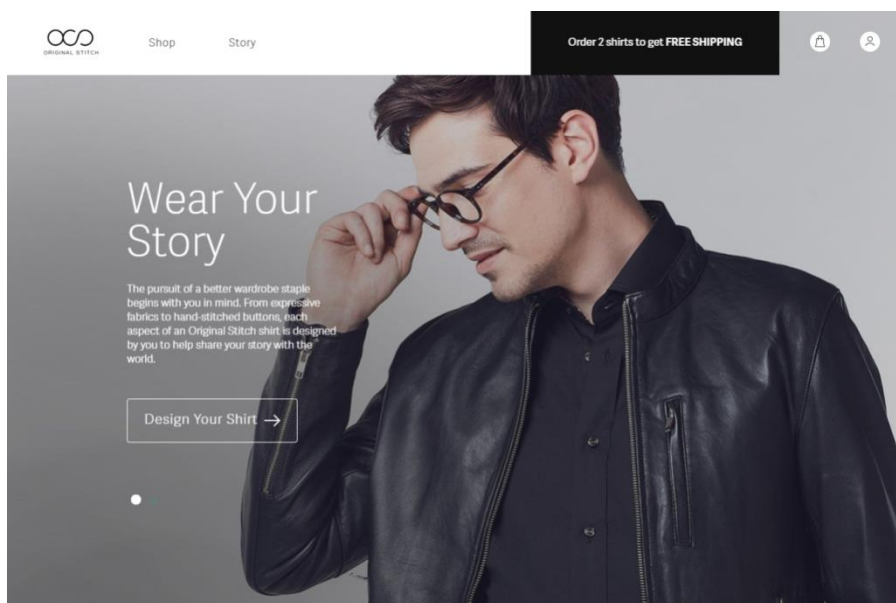 OCO
ORIGINAL STITCH
Shop
Story
Order 2 shirts to get FREE SHIPPING
Wear Your
Story
The pursuit of a better wardrobe staple
begins with you in mind. From expressive
fabrics to hand-stitched buttons, each
aspect of an Original Stitch shirt is designed
by you to help share your story with the
world.
Design Your Shirt →